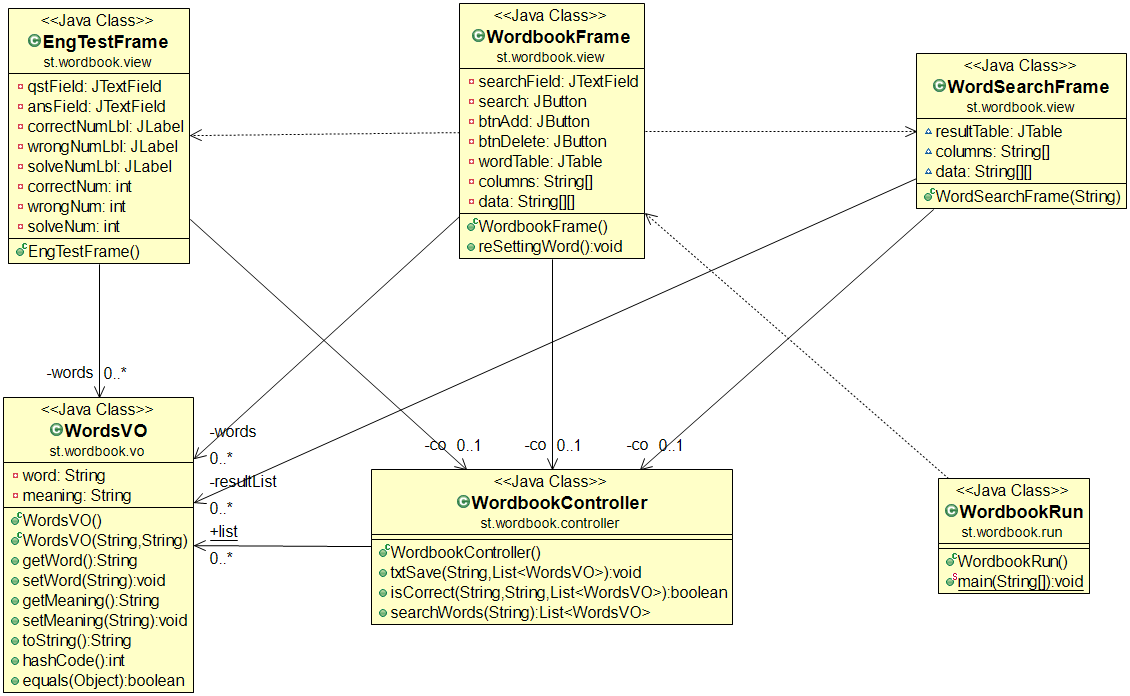 <<Java Class>>
EngTestFrame
st.wordbook.view
qstField: JTextField
ansField: JTextField
correctNumLbl: JLabel
wrongNumLbl: JLabel
solveNumLbl: JLabel
correctNum: int
wrongNum: int
solveNum: int
EngTestFrame()
<<Java Class>>
WordbookFrame
st.wordbook.view
searchField: JTextField
search: JButton
btnAdd: JButton
btnDelete: JButton
wordTable: JTable
columns: String[]
data: String[][]
WordbookFrame()
reSettingWord():void
<<Java Class>>
WordSearchFrame
st.wordbook.view
resultTable: JTable
columns: String[]
data: String[][]
WordSearchFrame(String)
-words 0..*
-words
0..*
-resultList
0..*
+list
0..*
-co 0..1
-co 0..1
-co 0..1
<<Java Class>>
WordsVO
st.wordbook.vo
word: String
meaning: String
WordsVO()
WordsVO(String,String)
getWord():String
setWord(String):void
getMeaning():String
setMeaning(String):void
toString():String
hashCode():int
equals(Object):boolean
<<Java Class>>
WordbookController
st.wordbook.controller
WordbookController()
txtSave(String,List<WordsVO>):void
isCorrect(String,String,List<WordsVO>):boolean
searchWords(String):List<WordsVO>
<<Java Class>>
WordbookRun
st.wordbook.run
WordbookRun()
main(String[]):void